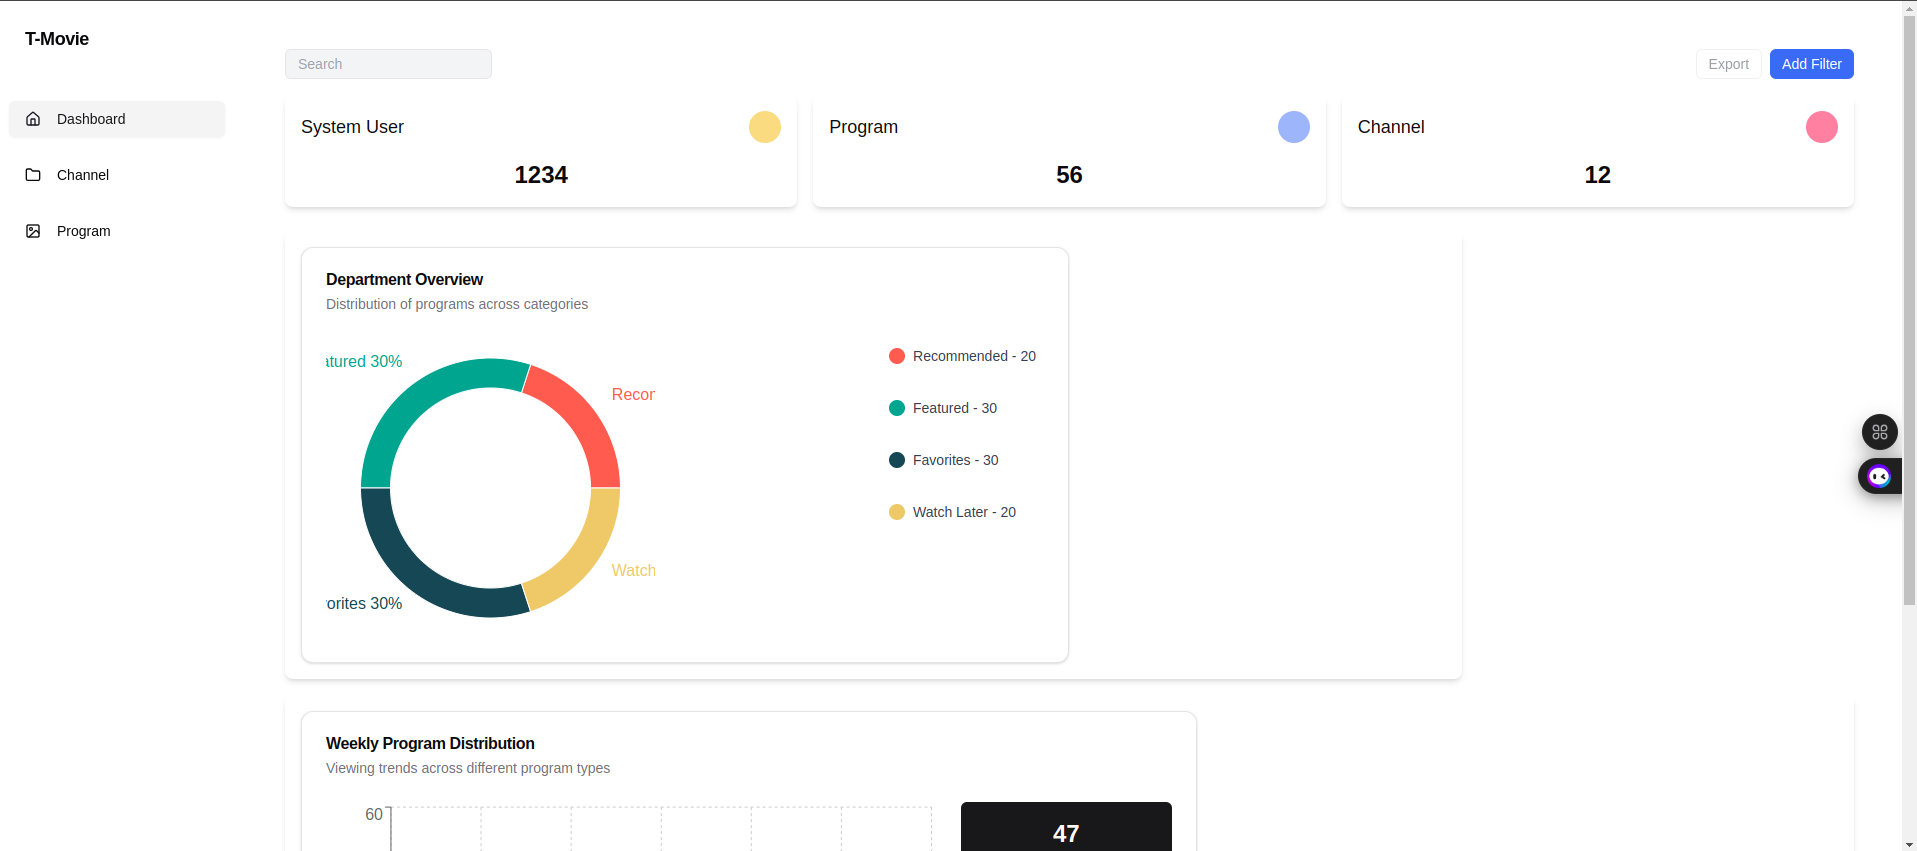 T-Movie
Search
Export
Add Filter
Dashboard
Channel
Program
System User
1234
Program
56
Channel
12
Department Overview
Distribution of programs across categories
atured 30%
Recor
Watch
orites 30%
Recommended - 20
Featured - 30
Favorites - 30
Watch Later - 20
Weekly Program Distribution
Viewing trends across different program types
60
47